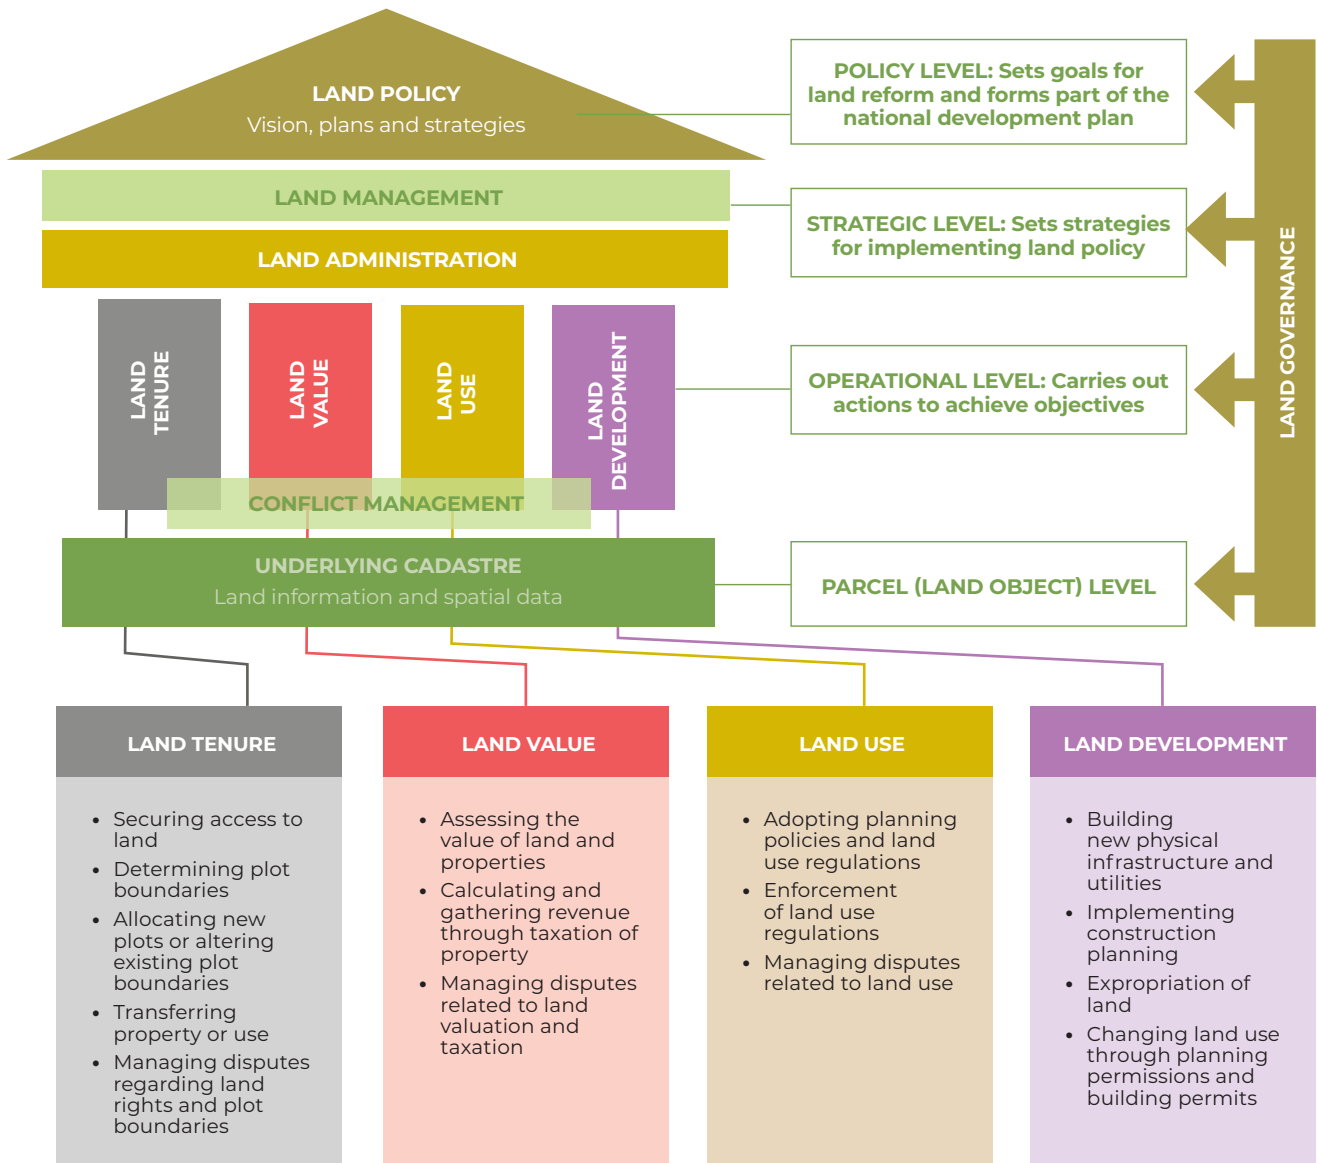 LAND POLICY
Vision, plans and strategies
POLICY LEVEL: Sets goals for
land reform and forms part of the
national development plan
LAND MANAGEMENT
STRATEGIC LEVEL: Sets strategies
for implementing land policy
LAND ADMINISTRATION
LAND
TENURE
LAND
VALUE
LAND
USE
LAND
DEVELOPMENT
OPERATIONAL LEVEL: Carries out
actions to achieve objectives
LAND GOVERNANCE
CONFLICT MANAGEMENT
UNDERLYING CADASTRE
Land information and spatial data
PARCEL (LAND OBJECT) LEVEL
LAND TENURE
• Securing access to
land
• Determining plot
boundaries
• Allocating new
plots or altering
existing plot
boundaries
• Transferring
property or use
• Managing disputes
regarding land
rights and plot
boundaries
LAND VALUE
• Assessing the
value of land and
properties
• Calculating and
gathering revenue
through taxation of
property
• Managing disputes
related to land
valuation and
taxation
LAND USE
• Adopting planning
policies and land
use regulations
• Enforcement
of land use
regulations
• Managing disputes
related to land use
LAND DEVELOPMENT
• Building
new physical
infrastructure and
utilities
• Implementing
construction
planning
• Expropriation of
land
• Changing land use
through planning
permissions and
building permits